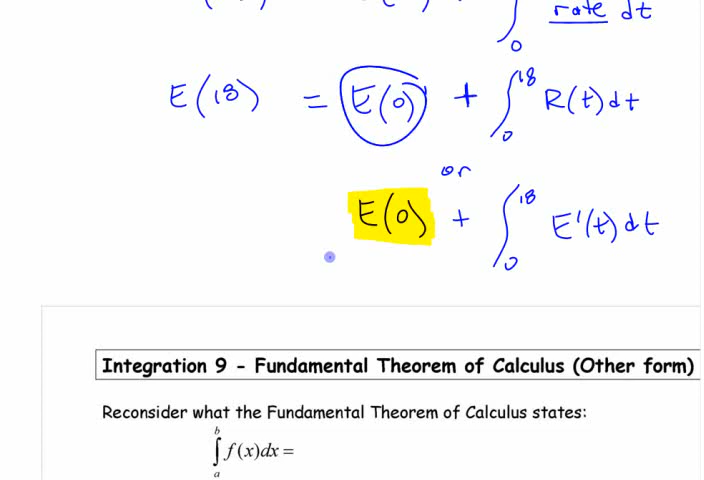 ∫₀ rate dt
E(18) = E(0) + ∫₀¹⁸ R(t)dt
or
E(0) + ∫₀¹⁸ E'(t)dt
Integration 9 - Fundamental Theorem of Calculus (Other form)
Reconsider what the Fundamental Theorem of Calculus states:
∫ₐᵇ f(x)dx =